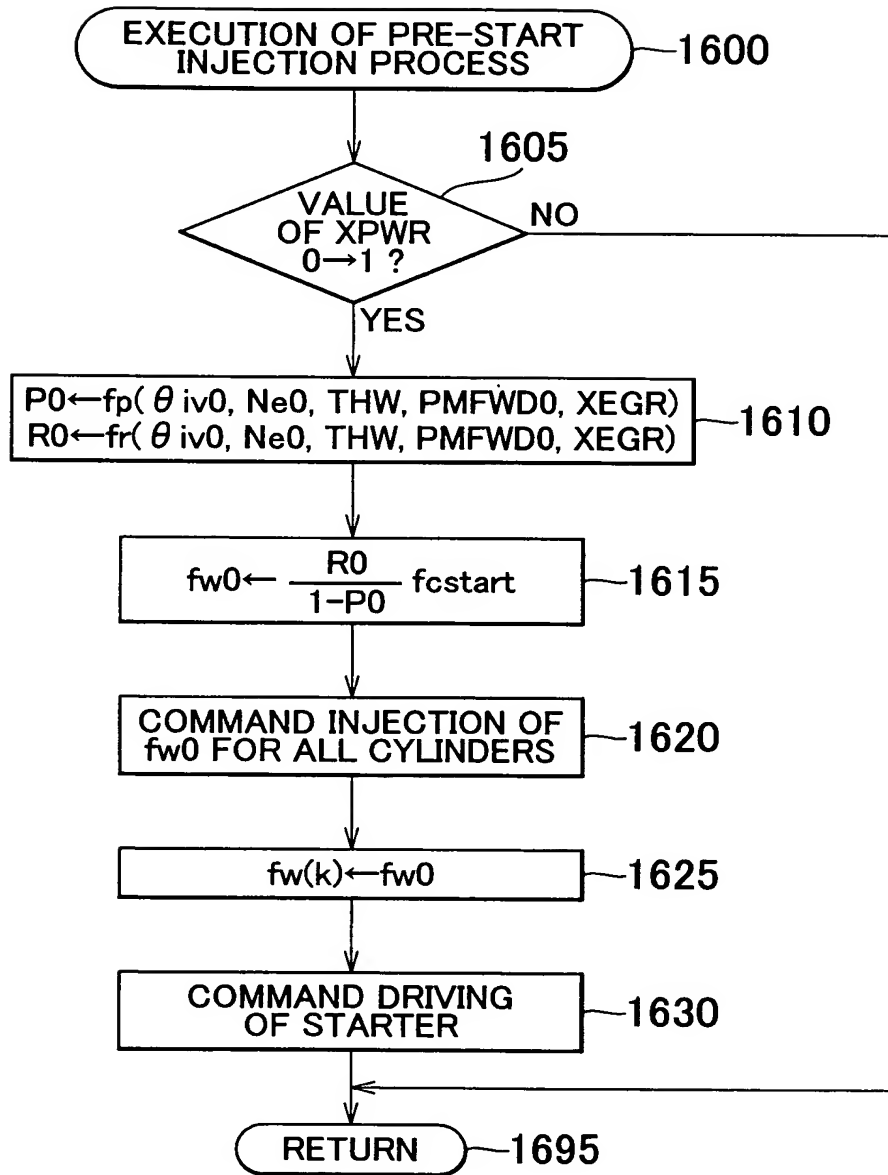 EXECUTION OF PRE-START
INJECTION PROCESS
1600
1605
VALUE
OF XPWR
0→1 ?
NO
YES
P0←fp( θ iv0, Ne0, THW, PMFWD0, XEGR)
R0←fr( θ iv0, Ne0, THW, PMFWD0, XEGR)
1610
fw0← R0/1-P0 fcstart
1615
COMMAND INJECTION OF
fw0 FOR ALL CYLINDERS
1620
fw(k)←fw0
1625
COMMAND DRIVING
OF STARTER
1630
RETURN
1695